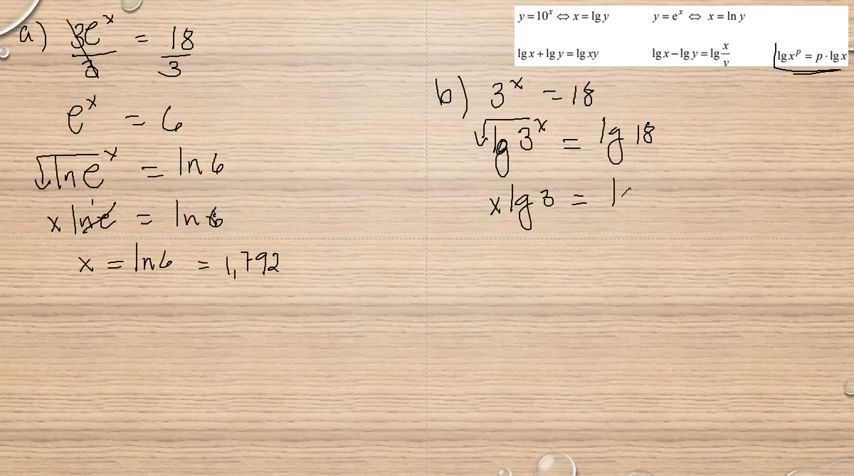 a) 3e^x / 3 = 18 / 3
e^x = 6
ln e^x = ln 6
x ln e = ln 6
x = ln 6 = 1,792
y = 10^x ⇔ x = lg y
y = e^x ⇔ x = ln y
lg x + lg y = lg xy
lg x − lg y = lg x/y
lg x^p = p · lg x
b) 3^x = 18
lg 3^x = lg 18
x lg 3 = l